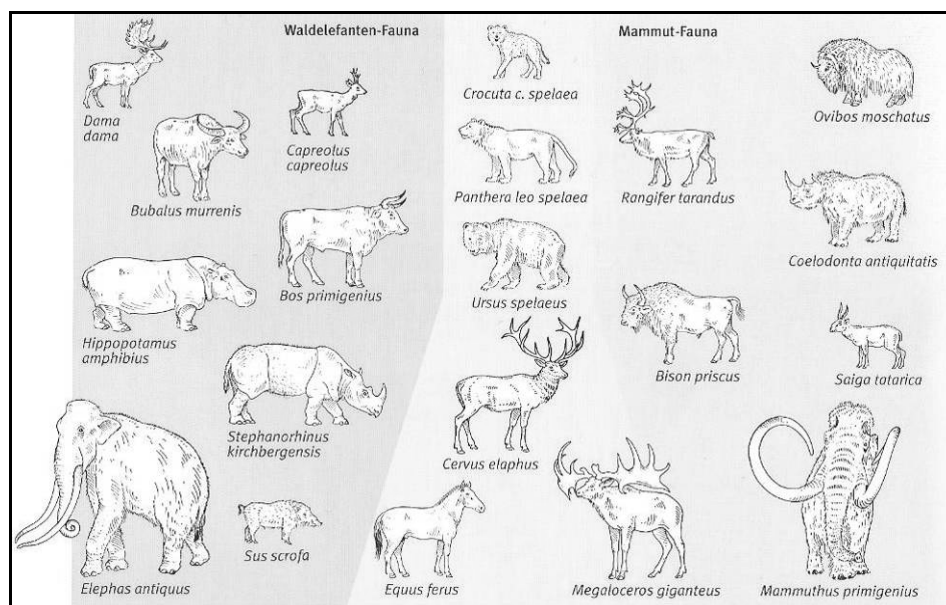 Waldelefanten-Fauna
Mammut-Fauna
Dama
dama
Capreolus
capreolus
Crocuta c. spelaea
Ovibos moschatus
Bubalus murrenis
Panthera leo spelaea
Rangifer tarandus
Bos primigenius
Ursus spelaeus
Coelodonta antiquitatis
Hippopotamus
amphibius
Bison priscus
Saiga tatarica
Stephanorhinus
kirchbergensis
Cervus elaphus
Elephas antiquus
Sus scrofa
Equus ferus
Megaloceros giganteus
Mammuthus primigenius